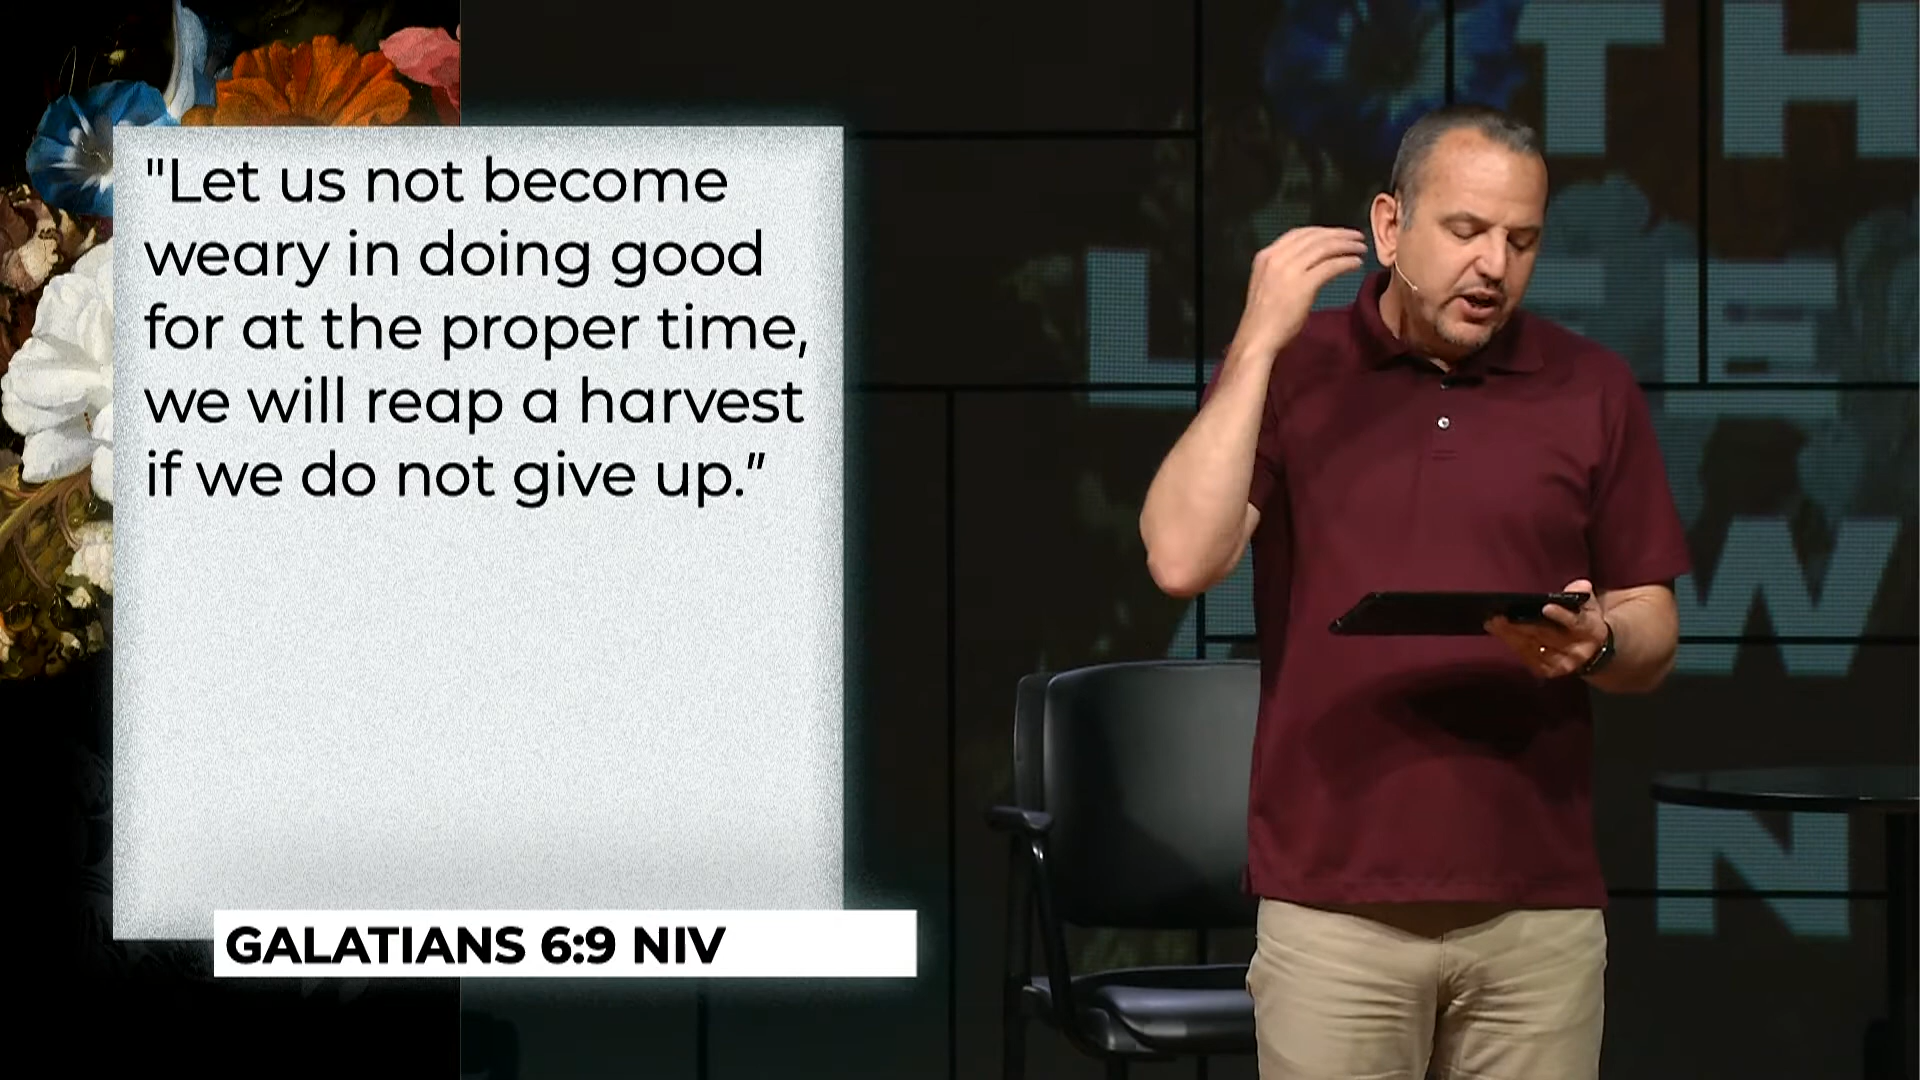 "Let us not become
weary in doing good
for at the proper time,
we will reap a harvest
if we do not give up."
GALATIANS 6:9 NIV
TH